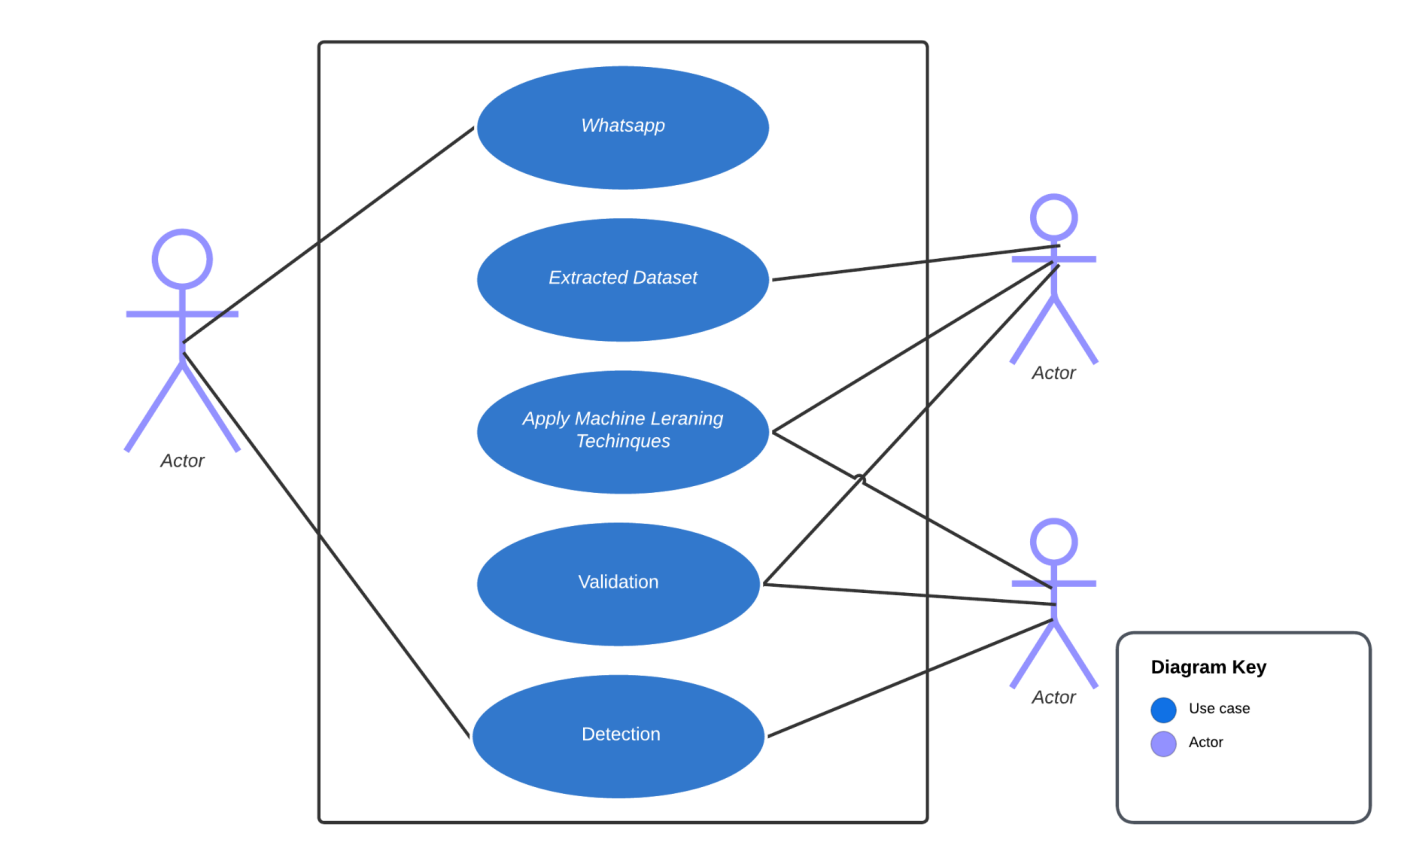 Whatsapp
Extracted Dataset
Apply Machine Leraning
Techinques
Validation
Detection
Actor
Actor
Actor
Diagram Key
Use case
Actor